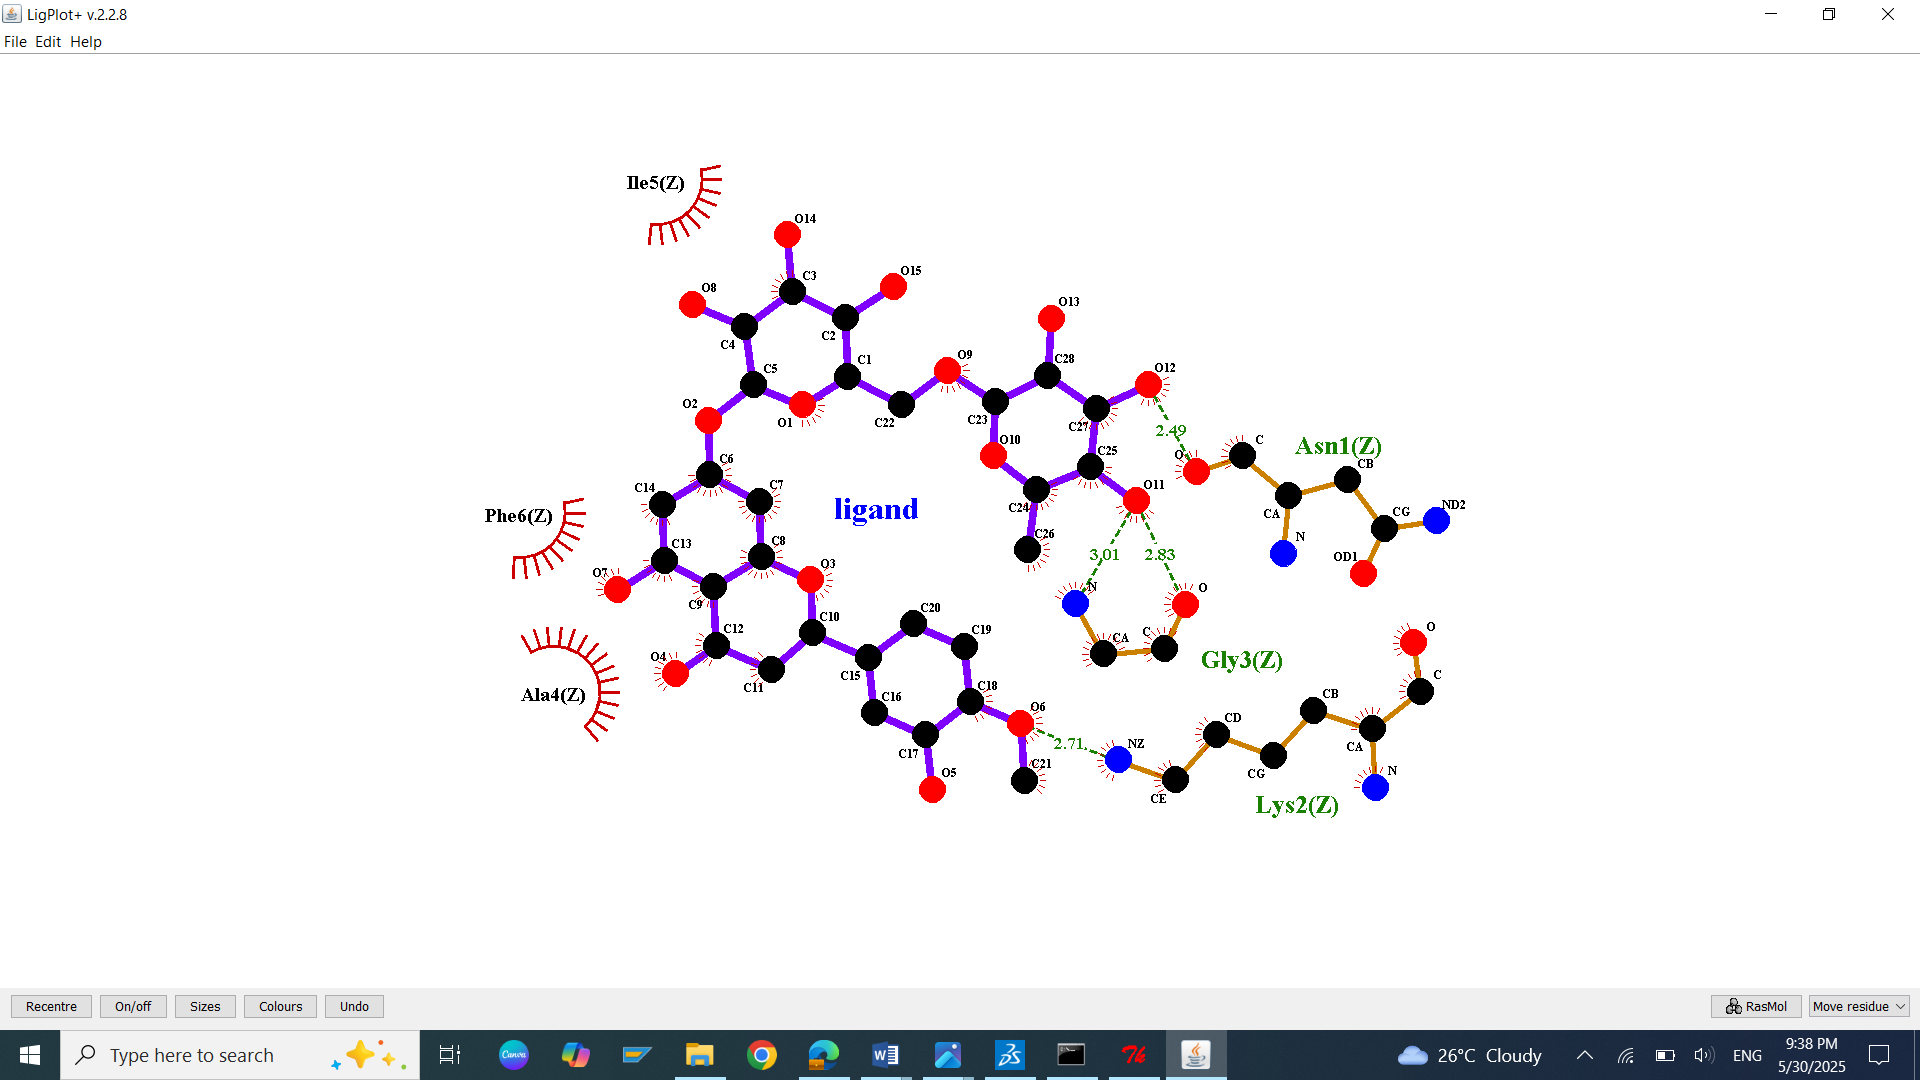 LigPlot+ v.2.2.8
File Edit Help
Ile5(Z)
O14
O15
C3
O8
O13
C2
C4
O9
C28
C1
O12
C5
O2
C22
C23
C27
O1
2.49
O10
C
Asn1(Z)
C25
O
CB
C6
O11
C14
C7
ligand
C24
CG
ND2
CA
Phe6(Z)
C26
N
C13
C8
3.01
2.83
OD1
O7
O3
N
O
C9
C20
C10
C12
C19
CA
C
O
O4
Gly3(Z)
C15
C11
C18
C
Ala4(Z)
C16
CB
O6
CD
2.71
NZ
CA
C17
C21
CG
N
O5
CE
Lys2(Z)
Recentre On/off Sizes Colours Undo RasMol Move residue
Type here to search Canva 26°C Cloudy ENG 9:38 PM
5/30/2025